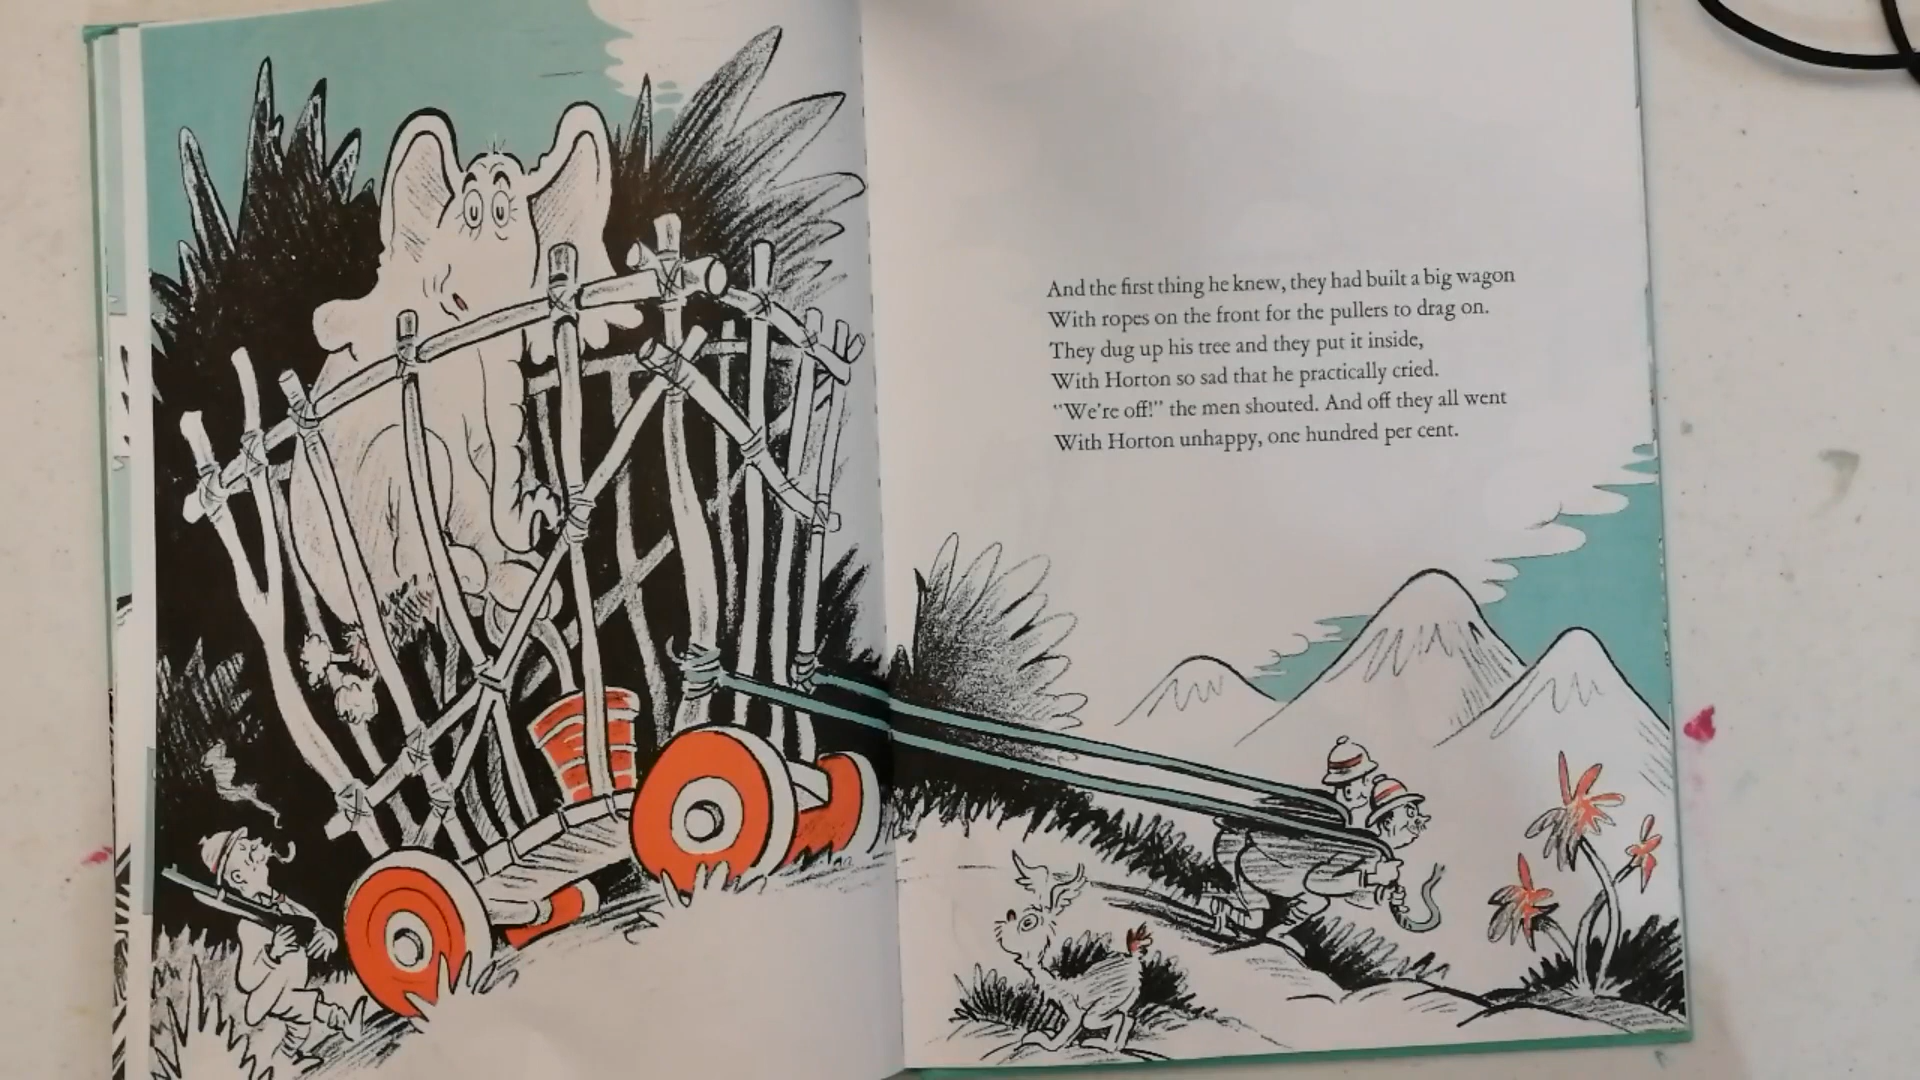 And the first thing he knew, they had built a big wagon
With ropes on the front for the pullers to drag on.
They dug up his tree and they put it inside,
With Horton so sad that he practically cried.
“We're off!” the men shouted. And off they all went
With Horton unhappy, one hundred per cent.